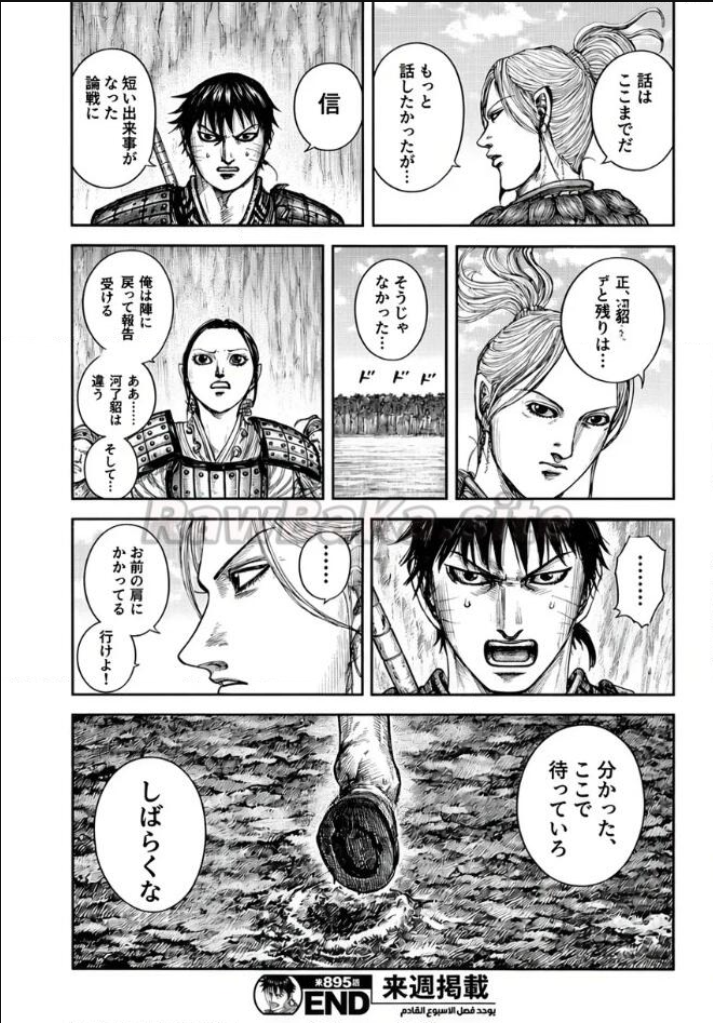 話は
ここまでだ
もっと
話したかったが…
信
短い出来事が
なった
論戦に
正、
と残りは…
そうじゃ
なかった…
ド ド ド
俺は陣に
戻って報告
受ける
ああ……
河了貂は
違う
そして…
………
……
お前の肩に
かかってる
行けよ!
分かった、
ここで
待っていろ
しばらくな
RawBaKa.site
来895話
END
来週掲載
يوجد فصل الاسبوع القادم